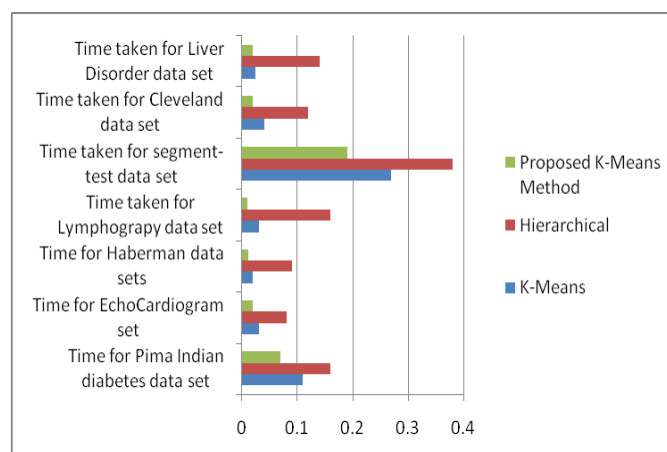 Time taken for Liver
Disorder data set
Time taken for Cleveland
data set
Time taken for segment-
test data set
Time taken for
Lymphograpy data set
Time for Haberman data
sets
Time for EchoCardiogram
set
Time for Pima Indian
diabetes data set
0 0.1 0.2 0.3 0.4
Proposed K-Means
Method
Hierarchical
K-Means